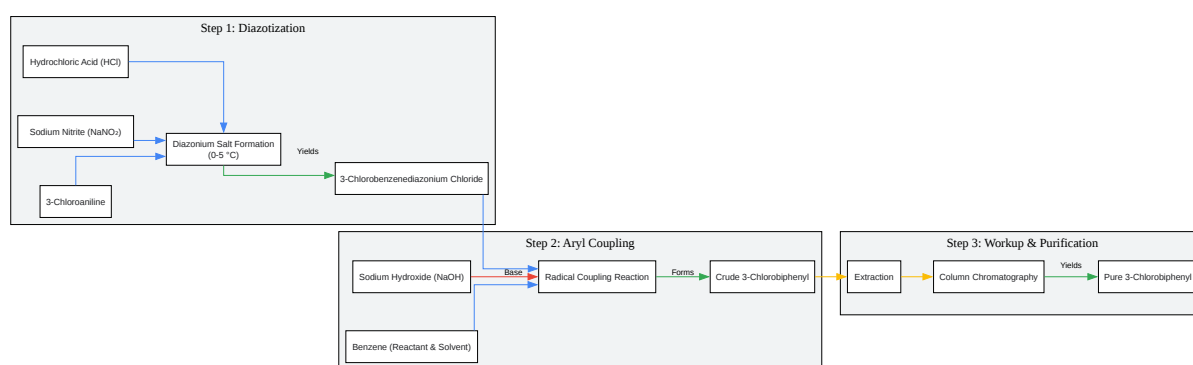 Step 1: Diazotization
Hydrochloric Acid (HCl)
Sodium Nitrite (NaNO₂)
Diazonium Salt Formation
(0-5 °C)
Yields
3-Chlorobenzenediazonium Chloride
3-Chloroaniline
Step 2: Aryl Coupling
Sodium Hydroxide (NaOH)
Base
Radical Coupling Reaction
Forms
Crude 3-Chlorobiphenyl
Benzene (Reactant & Solvent)
Step 3: Workup & Purification
Extraction
Column Chromatography
Yields
Pure 3-Chlorobiphenyl